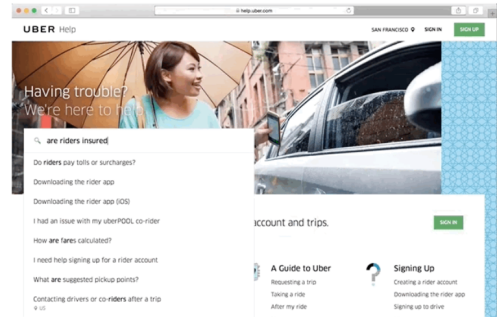 help.uber.com
UBER Help
SAN FRANCISCO
SIGN IN
SIGN UP
Having trouble?
We're here to help
are riders insured
Do riders pay tolls or surcharges?
Downloading the rider app
Downloading the rider app (iOS)
I had an issue with my uberPOOL co-rider
How are fares calculated?
I need help signing up for a rider account
What are suggested pickup points?
Contacting drivers or co-riders after a trip
account and trips.
SIGN IN
A Guide to Uber
Requesting a trip
Taking a ride
After my ride
Signing Up
Creating a rider account
Downloading the rider app
Signing up to drive